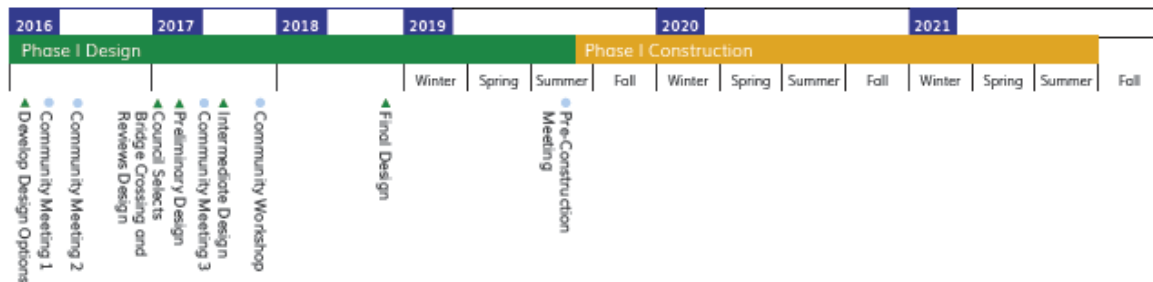 2016 2017 2018 2019 2020 2021
Phase I Design Phase I Construction
Winter Spring Summer Fall Winter Spring Summer Fall Winter Spring Summer Fall
Develop Design Options
Community Meeting 1
Community Meeting 2
Council Selects
Bridge Crossing and
Reviews Design
Preliminary Design
Community Meeting 3
Intermediate Design
Community Workshop
Final Design
Pre-Construction
Meeting